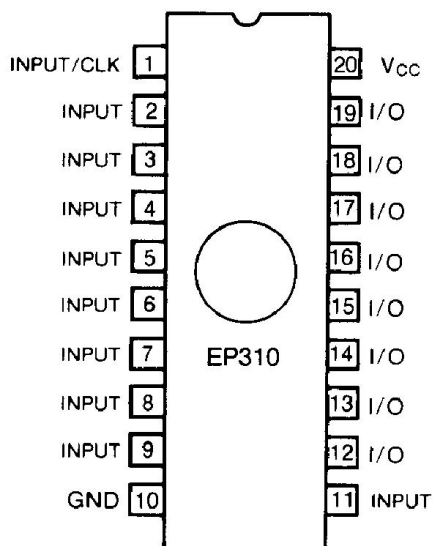 INPUT/CLK 1 20 VCC
INPUT 2 19 I/O
INPUT 3 18 I/O
INPUT 4 17 I/O
INPUT 5 16 I/O
INPUT 6 15 I/O
INPUT 7 14 I/O
EP310
INPUT 8 13 I/O
INPUT 9 12 I/O
GND 10 11 INPUT